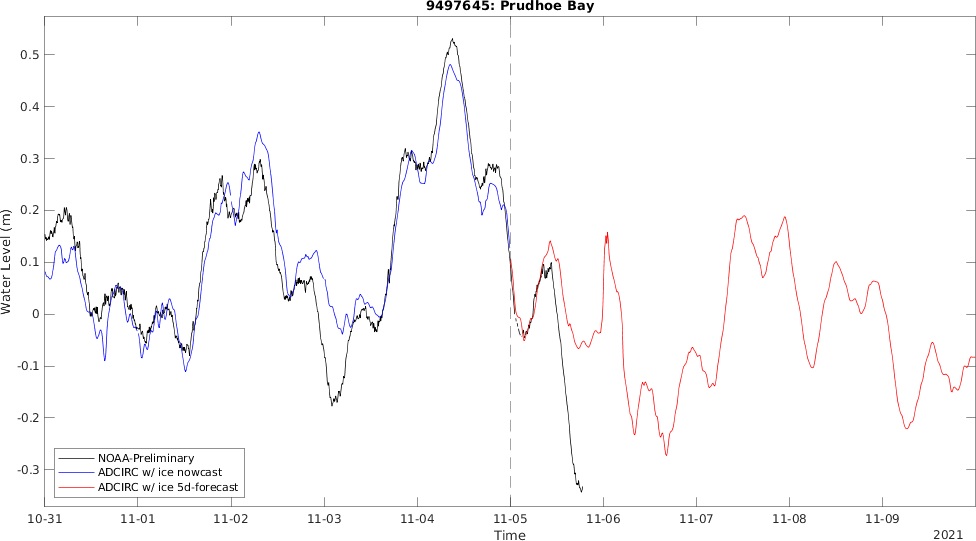 9497645: Prudhoe Bay
Water Level (m)
0.5
0.4
0.3
0.2
0.1
0
-0.1
-0.2
-0.3
NOAA-Preliminary
ADCIRC w/ ice nowcast
ADCIRC w/ ice 5d-forecast
10-31 11-01 11-02 11-03 11-04 11-05 11-06 11-07 11-08 11-09
Time
2021